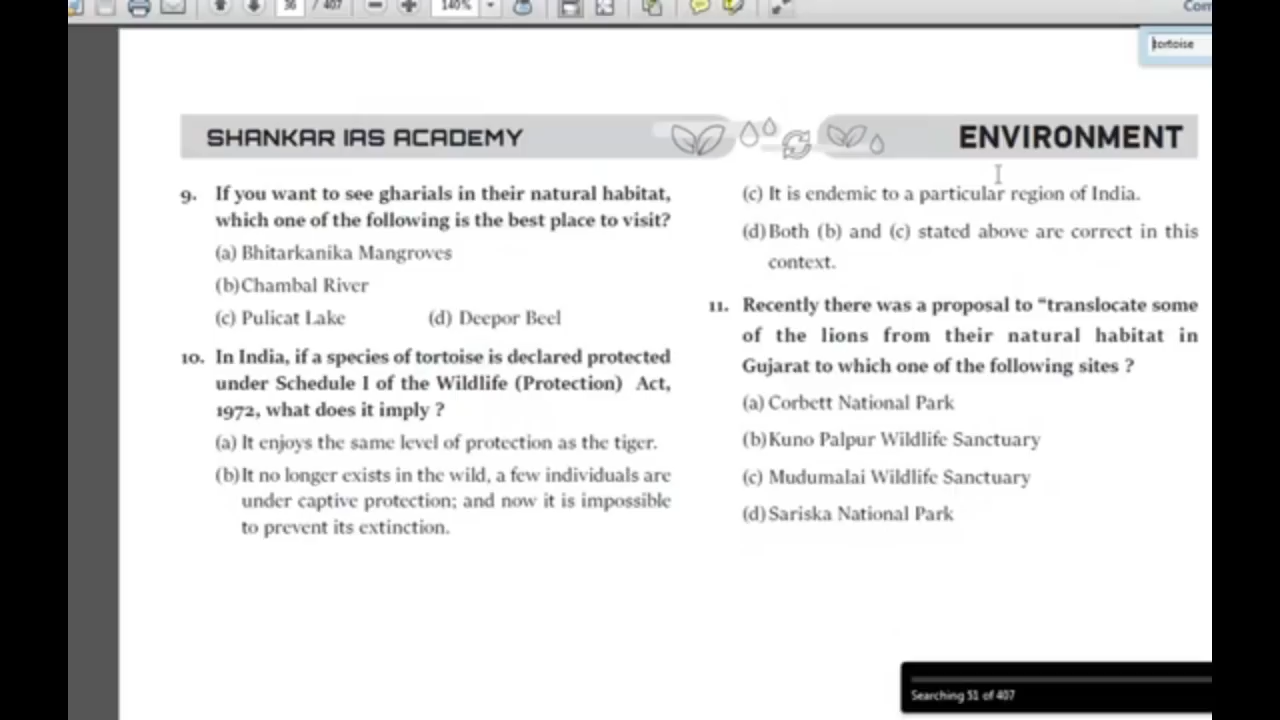 36 / 407
140%
Com
tortoise
SHANKAR IAS ACADEMY
ENVIRONMENT
9. If you want to see gharials in their natural habitat,
which one of the following is the best place to visit?
(a) Bhitarkanika Mangroves
(b) Chambal River
(c) Pulicat Lake (d) Deepor Beel
10. In India, if a species of tortoise is declared protected
under Schedule I of the Wildlife (Protection) Act,
1972, what does it imply ?
(a) It enjoys the same level of protection as the tiger.
(b) It no longer exists in the wild, a few individuals are
under captive protection; and now it is impossible
to prevent its extinction.
(c) It is endemic to a particular region of India.
(d) Both (b) and (c) stated above are correct in this
context.
11. Recently there was a proposal to “translocate some
of the lions from their natural habitat in
Gujarat to which one of the following sites ?
(a) Corbett National Park
(b) Kuno Palpur Wildlife Sanctuary
(c) Mudumalai Wildlife Sanctuary
(d) Sariska National Park
Searching 51 of 407